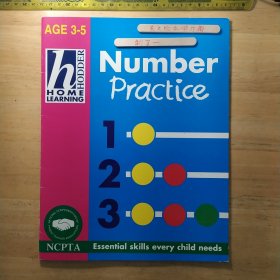 AGE 3-5
HODDER
HOME
LEARNING
Number
Practice
1
2
3
NCPTA
Essential skills every child needs